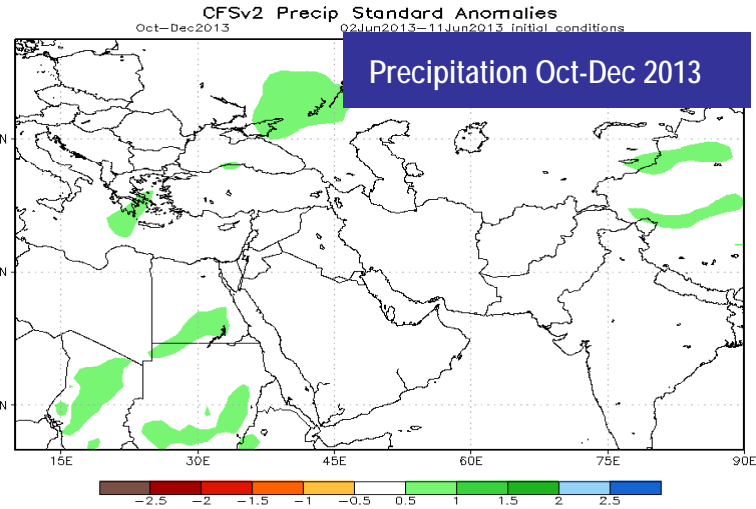 CFSv2 Precip Standard Anomalies
Oct-Dec2013 02Jun2013-11Jun2013 initial conditions
Precipitation Oct-Dec 2013
N
N
N
15E 30E 45E 60E 75E 90E
-2.5 -2 -1.5 -1 -0.5 0.5 1 1.5 2 2.5